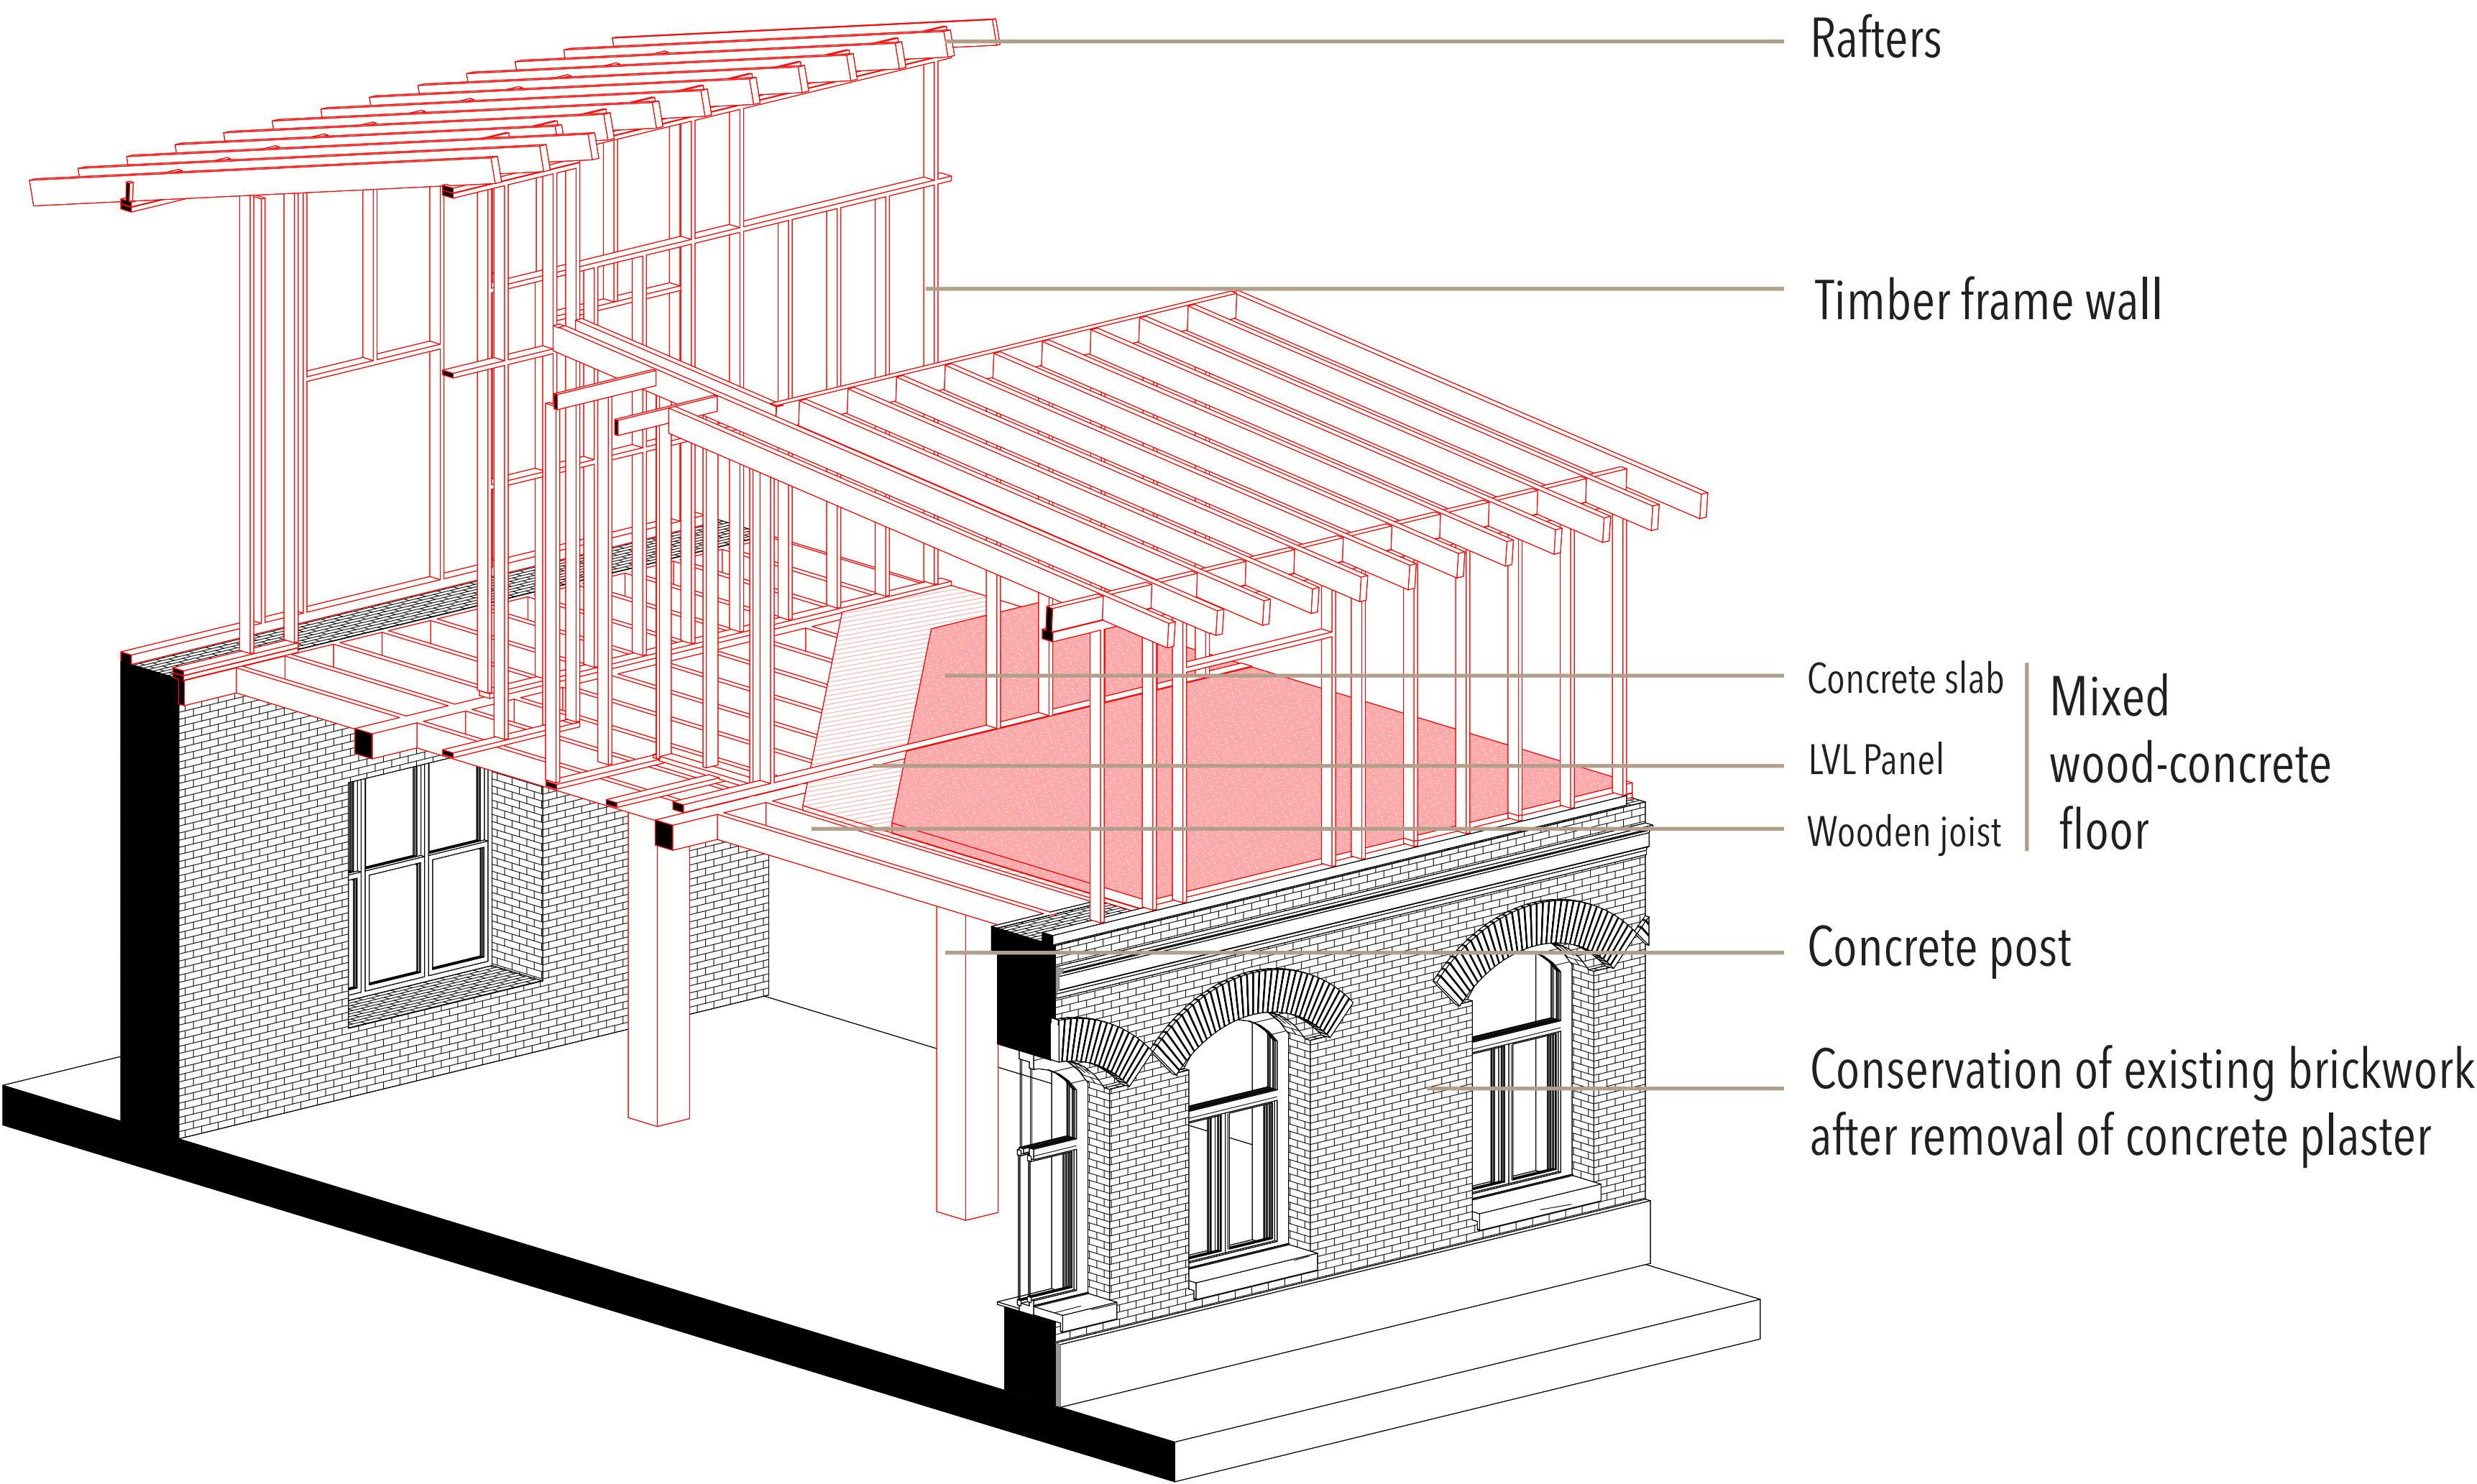 Rafters
Timber frame wall
Concrete slab
LVL Panel
Wooden joist
Mixed
wood-concrete
floor
Concrete post
Conservation of existing brickwork
after removal of concrete plaster